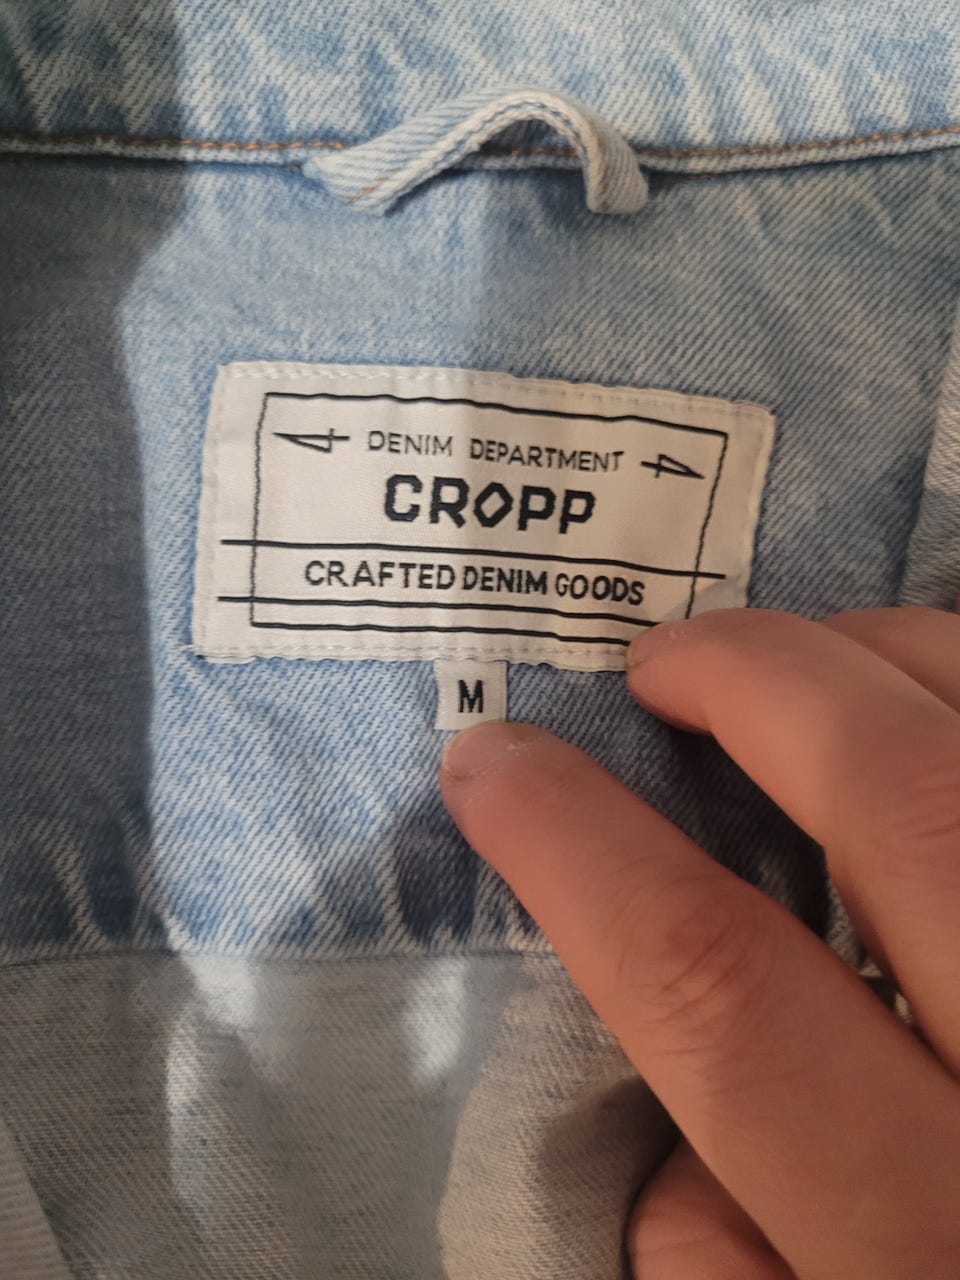 DENIM DEPARTMENT
CROPP
CRAFTED DENIM GOODS
M